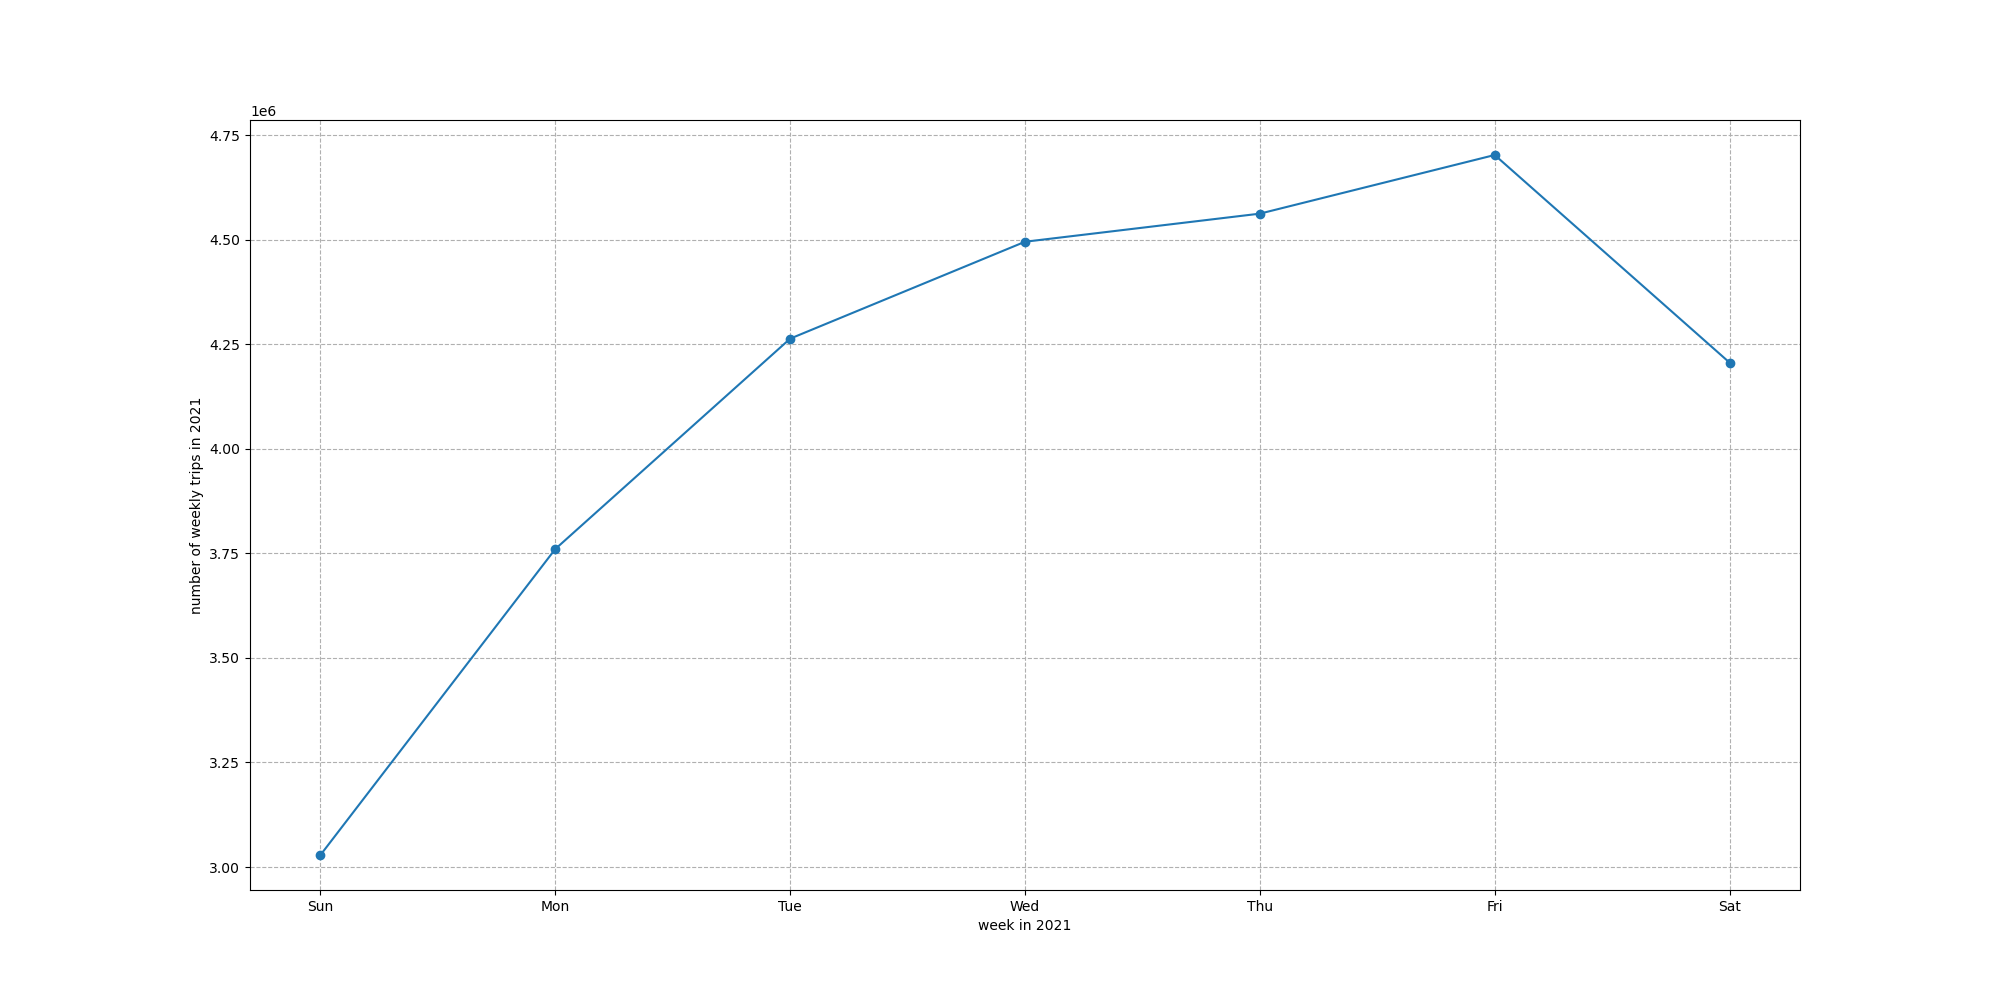 1e6
4.75
4.50
4.25
4.00
3.75
3.50
3.25
3.00
number of weekly trips in 2021
Sun Mon Tue Wed Thu Fri Sat
week in 2021